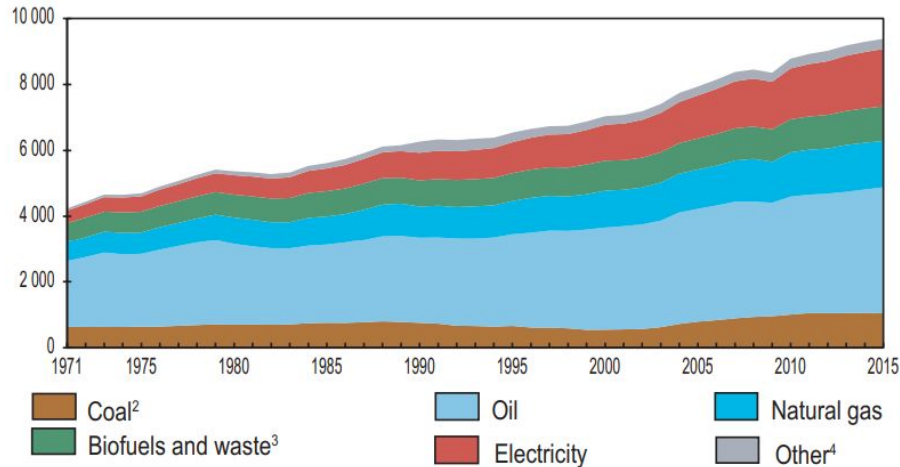 10 000
8 000
6 000
4 000
2 000
0
1971 1975 1980 1985 1990 1995 2000 2005 2010 2015
Coal² Oil Natural gas
Biofuels and waste³ Electricity Other⁴